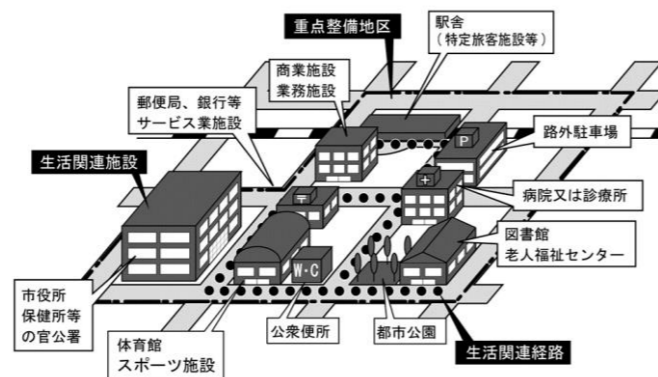 重点整備地区
駅舎
（特定旅客施設等）
商業施設
業務施設
郵便局、銀行等
サービス業施設
路外駐車場
生活関連施設
P
病院又は診療所
図書館
老人福祉センター
W・C
市役所
保健所等
の官公署
体育館
スポーツ施設
公衆便所
都市公園
生活関連経路